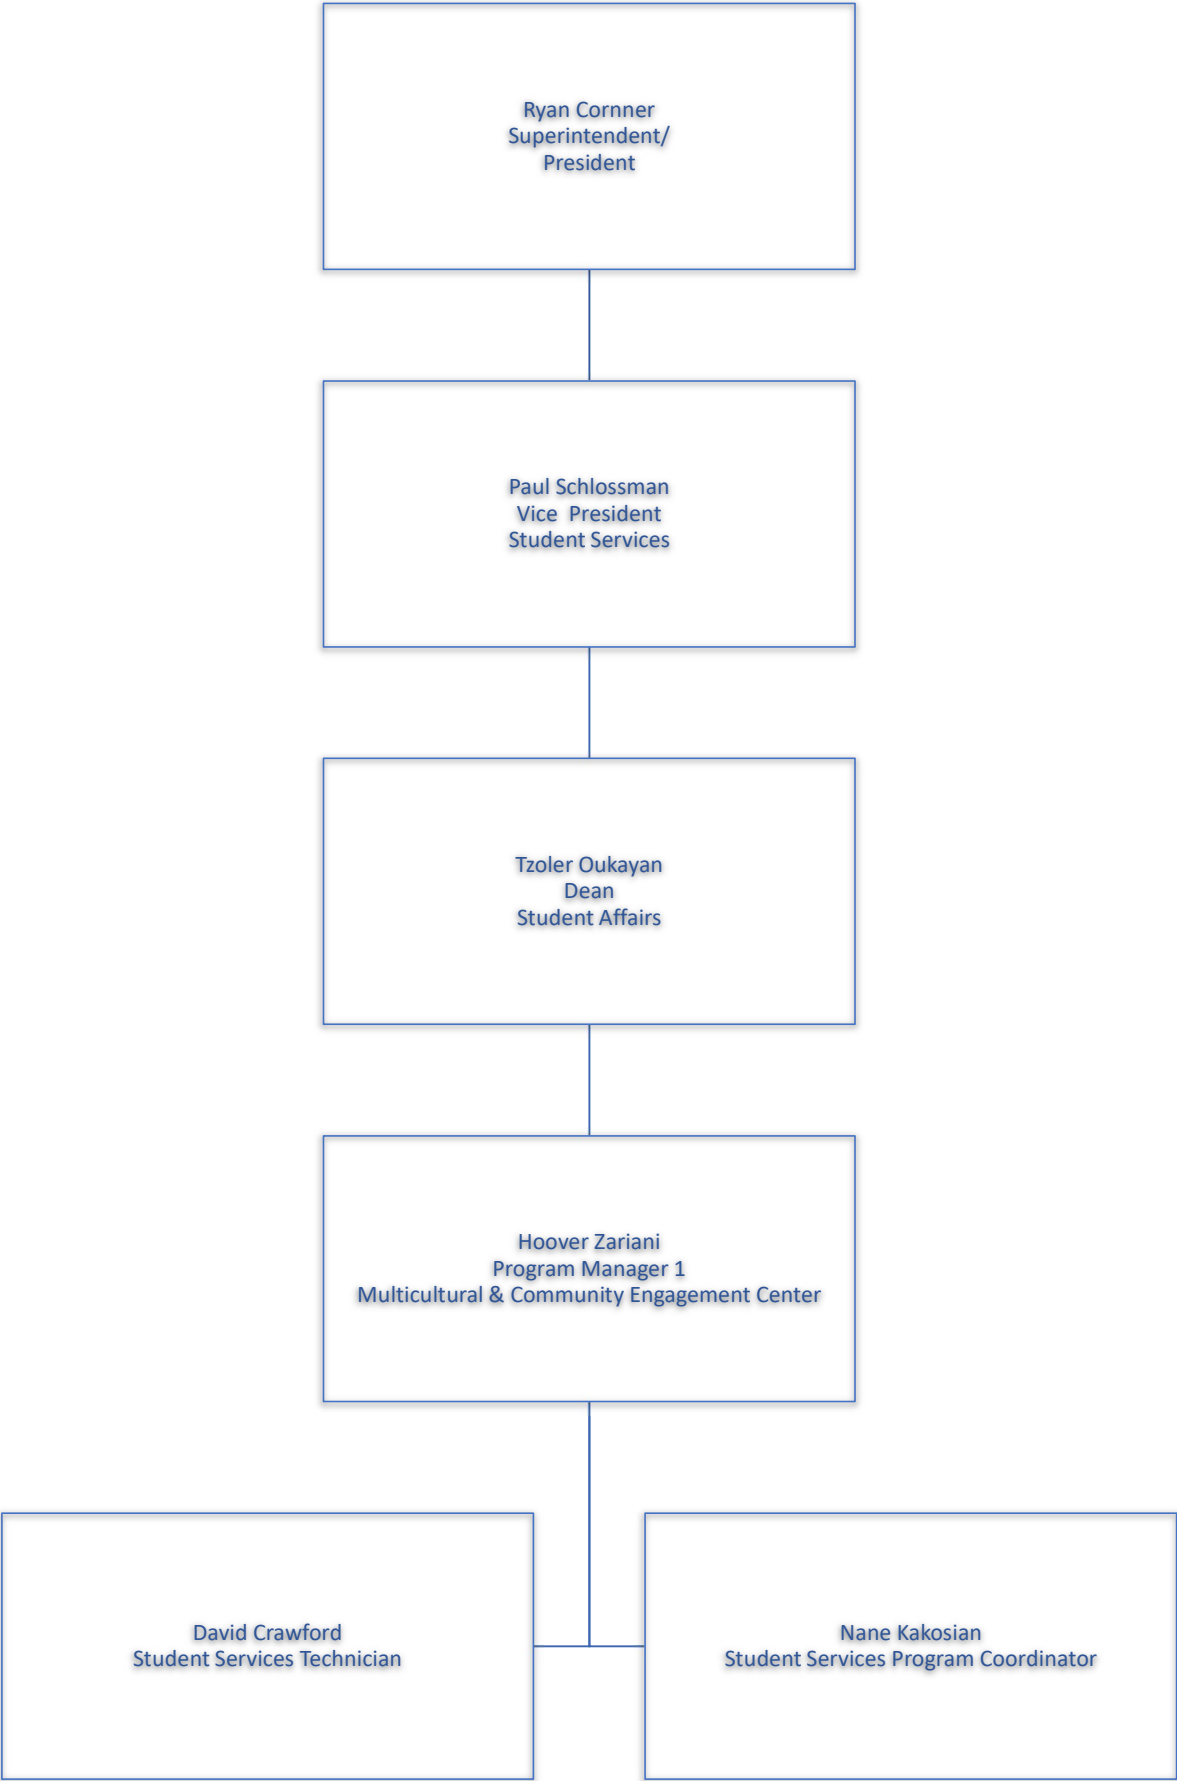 Ryan Cornner
Superintendent/
President
Paul Schlossman
Vice  President
Student Services
Tzoler Oukayan
Dean
Student Affairs
Hoover Zariani
Program Manager 1
Multicultural & Community Engagement Center
David Crawford
Student Services Technician
Nane Kakosian
Student Services Program Coordinator